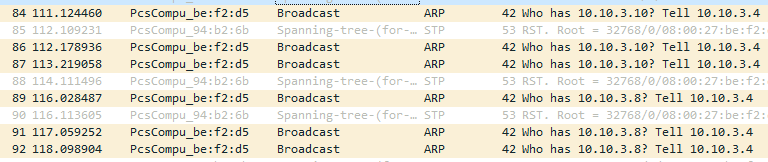 84 111.124460 PcsCompu_be:f2:d5 Broadcast ARP 42 Who has 10.10.3.10? Tell 10.10.3.4
85 112.109231 PcsCompu_94:b2:6b Spanning-tree-(for-… STP 53 RST. Root = 32768/0/08:00:27:be:f2:
86 112.178936 PcsCompu_be:f2:d5 Broadcast ARP 42 Who has 10.10.3.10? Tell 10.10.3.4
87 113.219058 PcsCompu_be:f2:d5 Broadcast ARP 42 Who has 10.10.3.10? Tell 10.10.3.4
88 114.111496 PcsCompu_94:b2:6b Spanning-tree-(for-… STP 53 RST. Root = 32768/0/08:00:27:be:f2:
89 116.028487 PcsCompu_be:f2:d5 Broadcast ARP 42 Who has 10.10.3.8? Tell 10.10.3.4
90 116.113605 PcsCompu_94:b2:6b Spanning-tree-(for-… STP 53 RST. Root = 32768/0/08:00:27:be:f2:
91 117.059252 PcsCompu_be:f2:d5 Broadcast ARP 42 Who has 10.10.3.8? Tell 10.10.3.4
92 118.098904 PcsCompu_be:f2:d5 Broadcast ARP 42 Who has 10.10.3.8? Tell 10.10.3.4